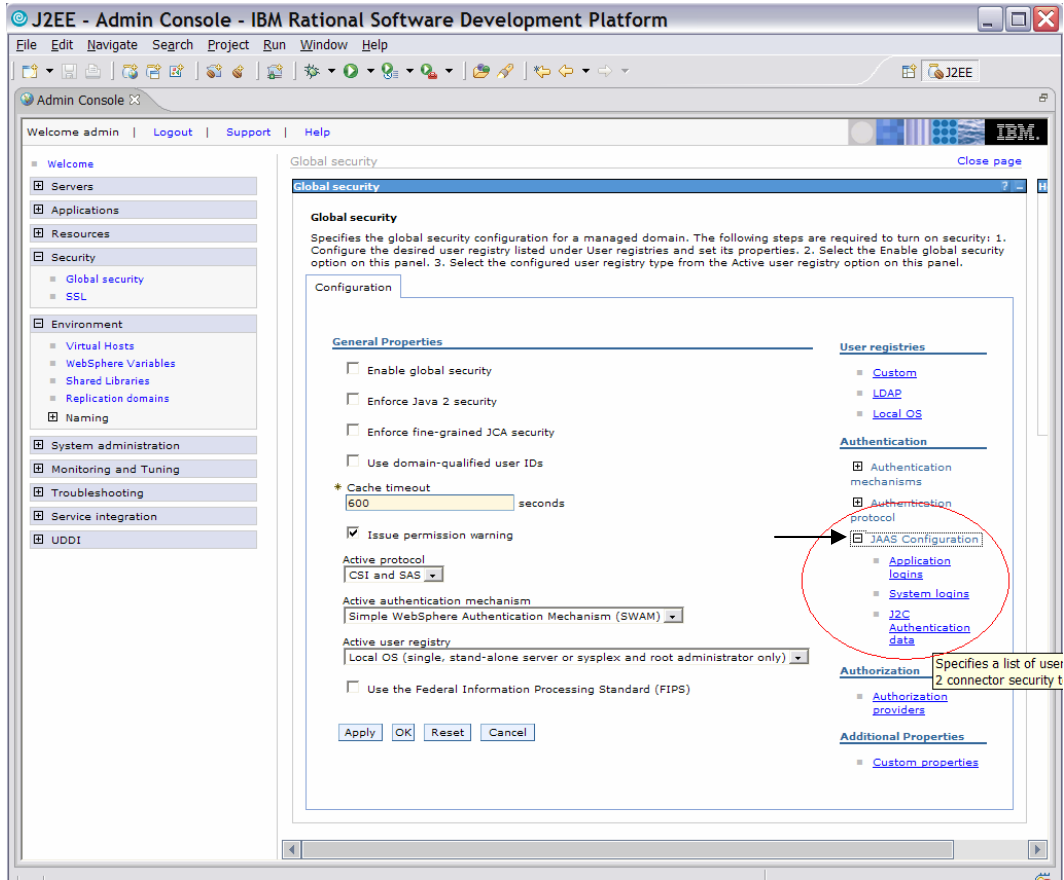 J2EE - Admin Console - IBM Rational Software Development Platform
File Edit Navigate Search Project Run Window Help
J2EE
Admin Console
Welcome admin | Logout | Support | Help
IBM.
Welcome
Servers
Applications
Resources
Security
Global security
SSL
Environment
Virtual Hosts
WebSphere Variables
Shared Libraries
Replication domains
Naming
System administration
Monitoring and Tuning
Troubleshooting
Service integration
UDDI
Global security
Close page
Global security ? _
H
Global security
Specifies the global security configuration for a managed domain. The following steps are required to turn on security: 1.
Configure the desired user registry listed under User registries and set its properties. 2. Select the Enable global security
option on this panel. 3. Select the configured user registry type from the Active user registry option on this panel.
Configuration
General Properties
Enable global security
Enforce Java 2 security
Enforce fine-grained JCA security
Use domain-qualified user IDs
* Cache timeout
600 seconds
Issue permission warning
Active protocol
CSI and SAS
Active authentication mechanism
Simple WebSphere Authentication Mechanism (SWAM)
Active user registry
Local OS (single, stand-alone server or sysplex and root administrator only)
Use the Federal Information Processing Standard (FIPS)
Apply OK Reset Cancel
User registries
Custom
LDAP
Local OS
Authentication
Authentication
mechanisms
Authentication
protocol
JAAS Configuration
Application
logins
System logins
J2C
Authentication
data
Specifies a list of user
2 connector security t
Authorization
Authorization
providers
Additional Properties
Custom properties